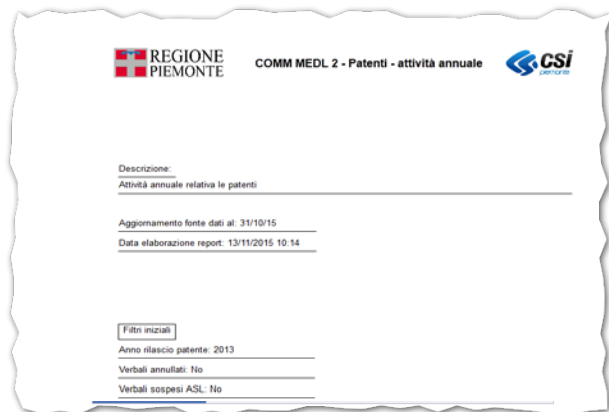 REGIONE
PIEMONTE
COMM MEDL 2 - Patenti - attività annuale
CSI
piemonte
Descrizione:
Attività annuale relativa le patenti
Aggiornamento fonte dati al: 31/10/15
Data elaborazione report: 13/11/2015 10:14
Filtri iniziali
Anno rilascio patente: 2013
Verbali annullati: No
Verbali sospesi ASL: No